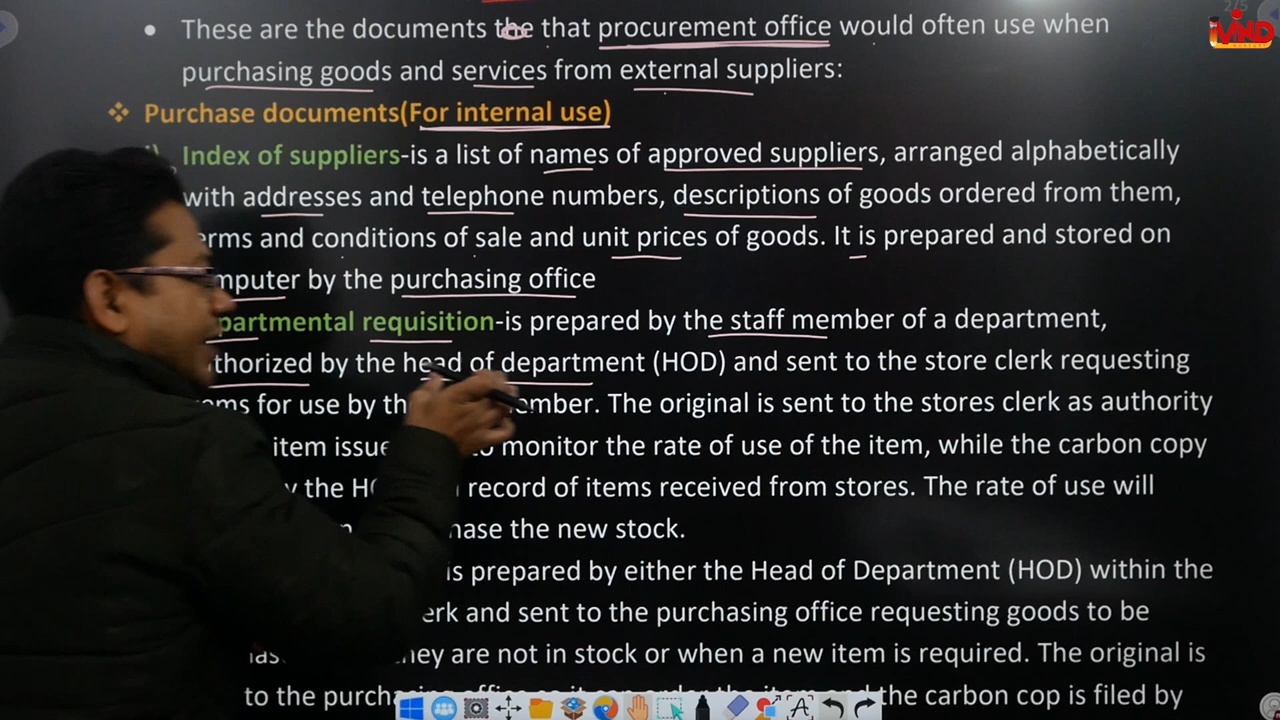 2/5
MIND
• These are the documents the that procurement office would often use when
purchasing goods and services from external suppliers:
❖ Purchase documents(For internal use)
Index of suppliers-is a list of names of approved suppliers, arranged alphabetically
with addresses and telephone numbers, descriptions of goods ordered from them,
erms and conditions of sale and unit prices of goods. It is prepared and stored on
mputer by the purchasing office
partmental requisition-is prepared by the staff member of a department,
thorized by the head of department (HOD) and sent to the store clerk requesting
ems for use by th ember. The original is sent to the stores clerk as authority
item issue o monitor the rate of use of the item, while the carbon copy
y the H record of items received from stores. The rate of use will
hase the new stock.
is prepared by either the Head of Department (HOD) within the
erk and sent to the purchasing office requesting goods to be
hey are not in stock or when a new item is required. The original is
to the purcha the carbon cop is filed by